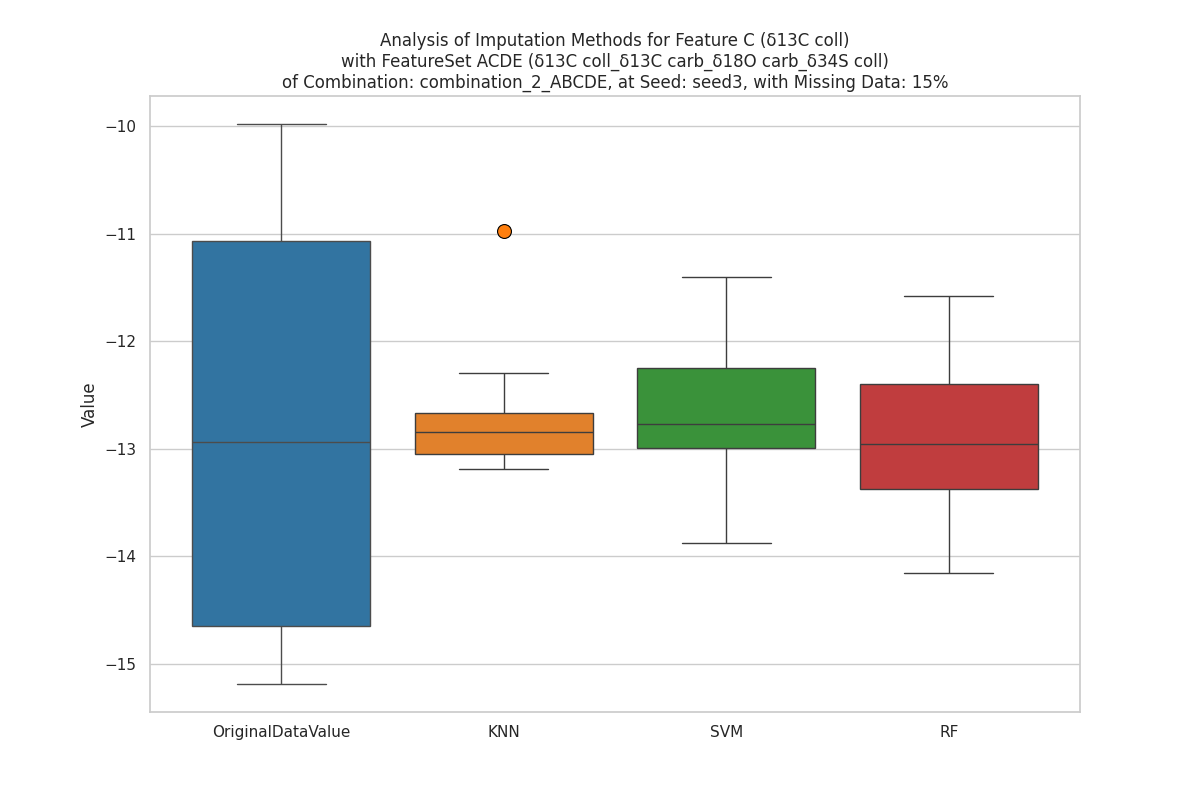 Analysis of Imputation Methods for Feature C (δ13C coll)
with FeatureSet ACDE (δ13C coll_δ13C carb_δ18O carb_δ34S coll)
of Combination: combination_2_ABCDE, at Seed: seed3, with Missing Data: 15%
−10
−11
−12
−13
−14
−15
Value
OriginalDataValue
KNN
SVM
RF